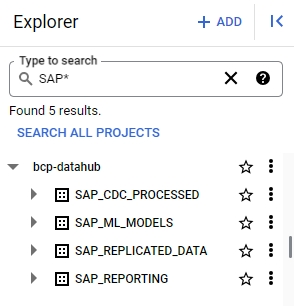 Explorer
+ ADD
Type to search
SAP*
Found 5 results.
SEARCH ALL PROJECTS
bcp-datahub
SAP_CDC_PROCESSED
SAP_ML_MODELS
SAP_REPLICATED_DATA
SAP_REPORTING